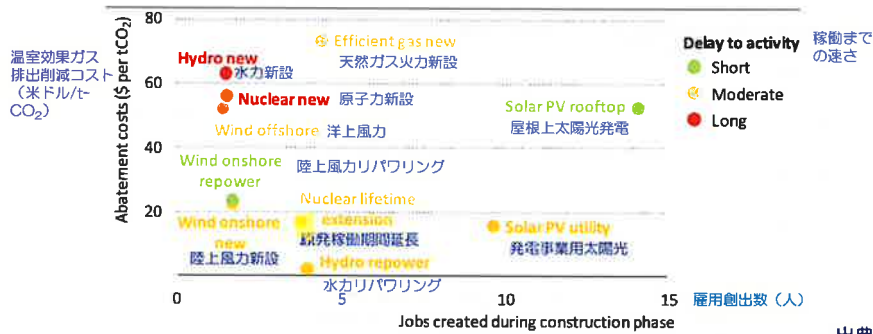 80
60
40
20
0
5
10
15
温室効果ガス
排出削減コスト
（米ドル/t-
CO2）
Abatement costs ($ per tCO2)
Efficient gas new
天然ガス火力新設
Hydro new
水力新設
Nuclear new 原子力新設
Wind offshore 洋上風力
Solar PV rooftop
屋根上太陽光発電
Wind onshore
repower
陸上風力リパワリング
Nuclear lifetime
extension
原発稼働期間延長
Wind onshore
new
陸上風力新設
Solar PV utility
発電事業用太陽光
Hydro repower
水力リパワリング
Delay to activity
Short
Moderate
Long
稼働まで
の速さ
雇用創出数（人）
Jobs created during construction phase
出典